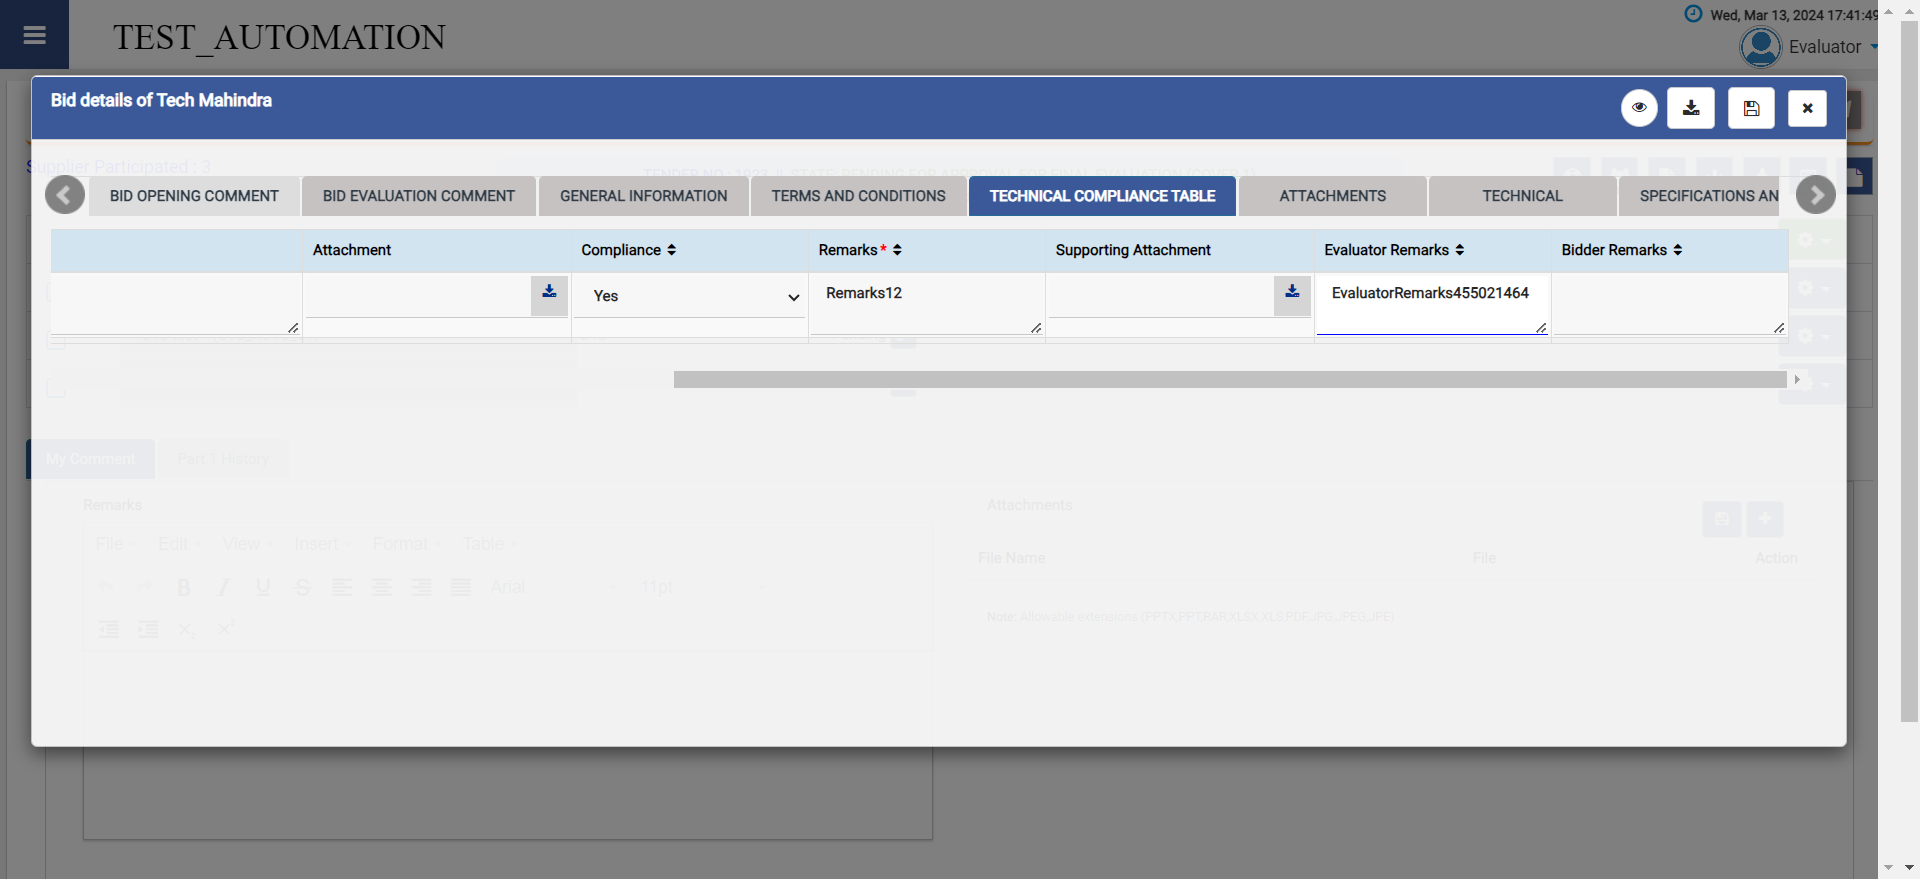 TEST_AUTOMATION
Wed, Mar 13, 2024 17:41:49
Evaluator
Bid details of Tech Mahindra
Supplier Participated : 3
BID OPENING COMMENT
BID EVALUATION COMMENT
GENERAL INFORMATION
TERMS AND CONDITIONS
TECHNICAL COMPLIANCE TABLE
ATTACHMENTS
TECHNICAL
SPECIFICATIONS AN
Attachment
Compliance
Remarks*
Supporting Attachment
Evaluator Remarks
Bidder Remarks
Yes
Remarks12
EvaluatorRemarks455021464
My Comment
Part 1 History
Remarks
Attachments
File Edit View Insert Format Table
File Name
File
Action
Arial
11pt
Note: Allowable extensions (PPTX,PPT,RAR,XLSX,XLS,PDF,JPG,JPEG,JPE)